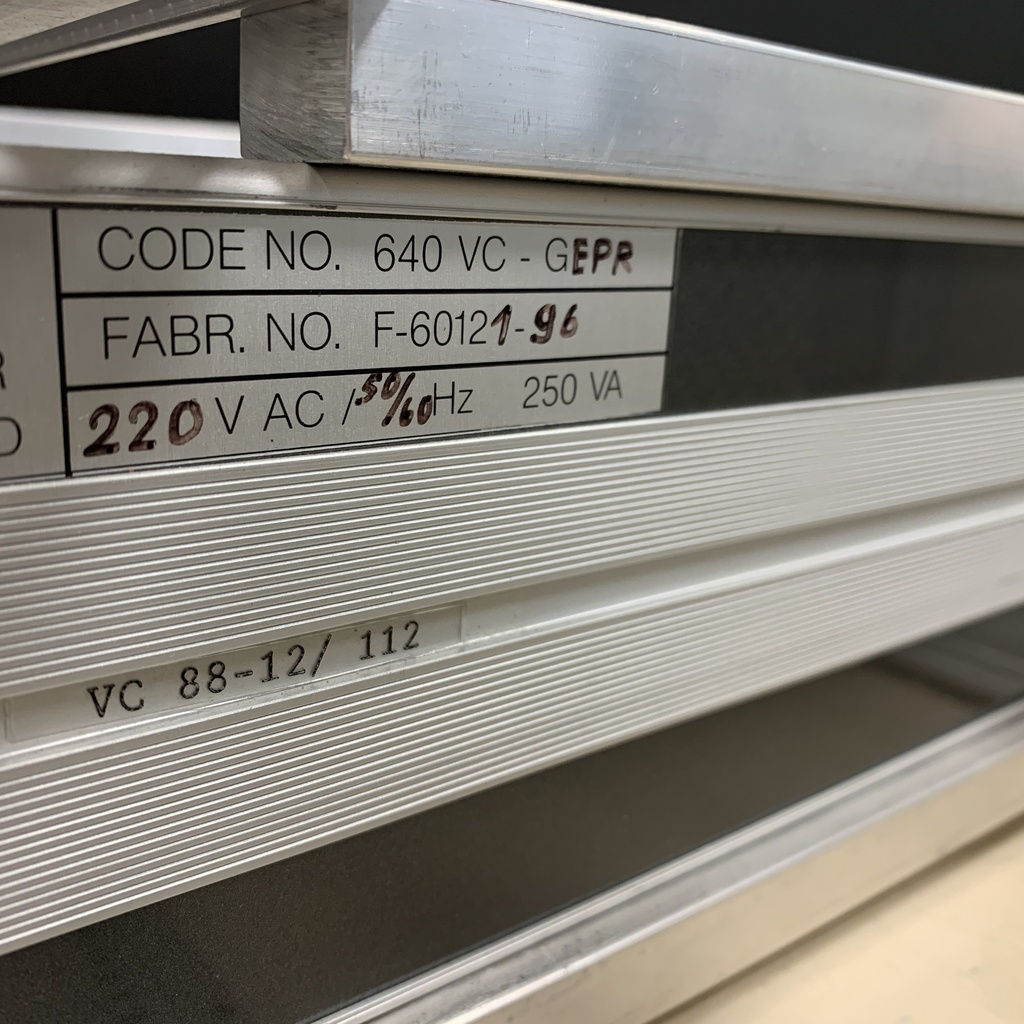 CODE NO. 640 VC - GEPR
FABR. NO. F-60121-96
220 V AC / 50/60 Hz 250 VA
VC 88-12/ 112